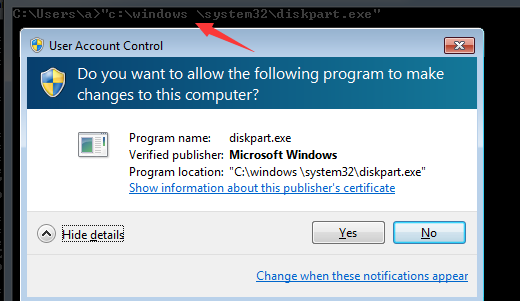 C:\Users\a>"c:\windows \system32\diskpart.exe"
User Account Control
Do you want to allow the following program to make
changes to this computer?
Program name: diskpart.exe
Verified publisher: Microsoft Windows
Program location: "C:\windows \system32\diskpart.exe"
Show information about this publisher's certificate
Hide details
Yes
No
Change when these notifications appear